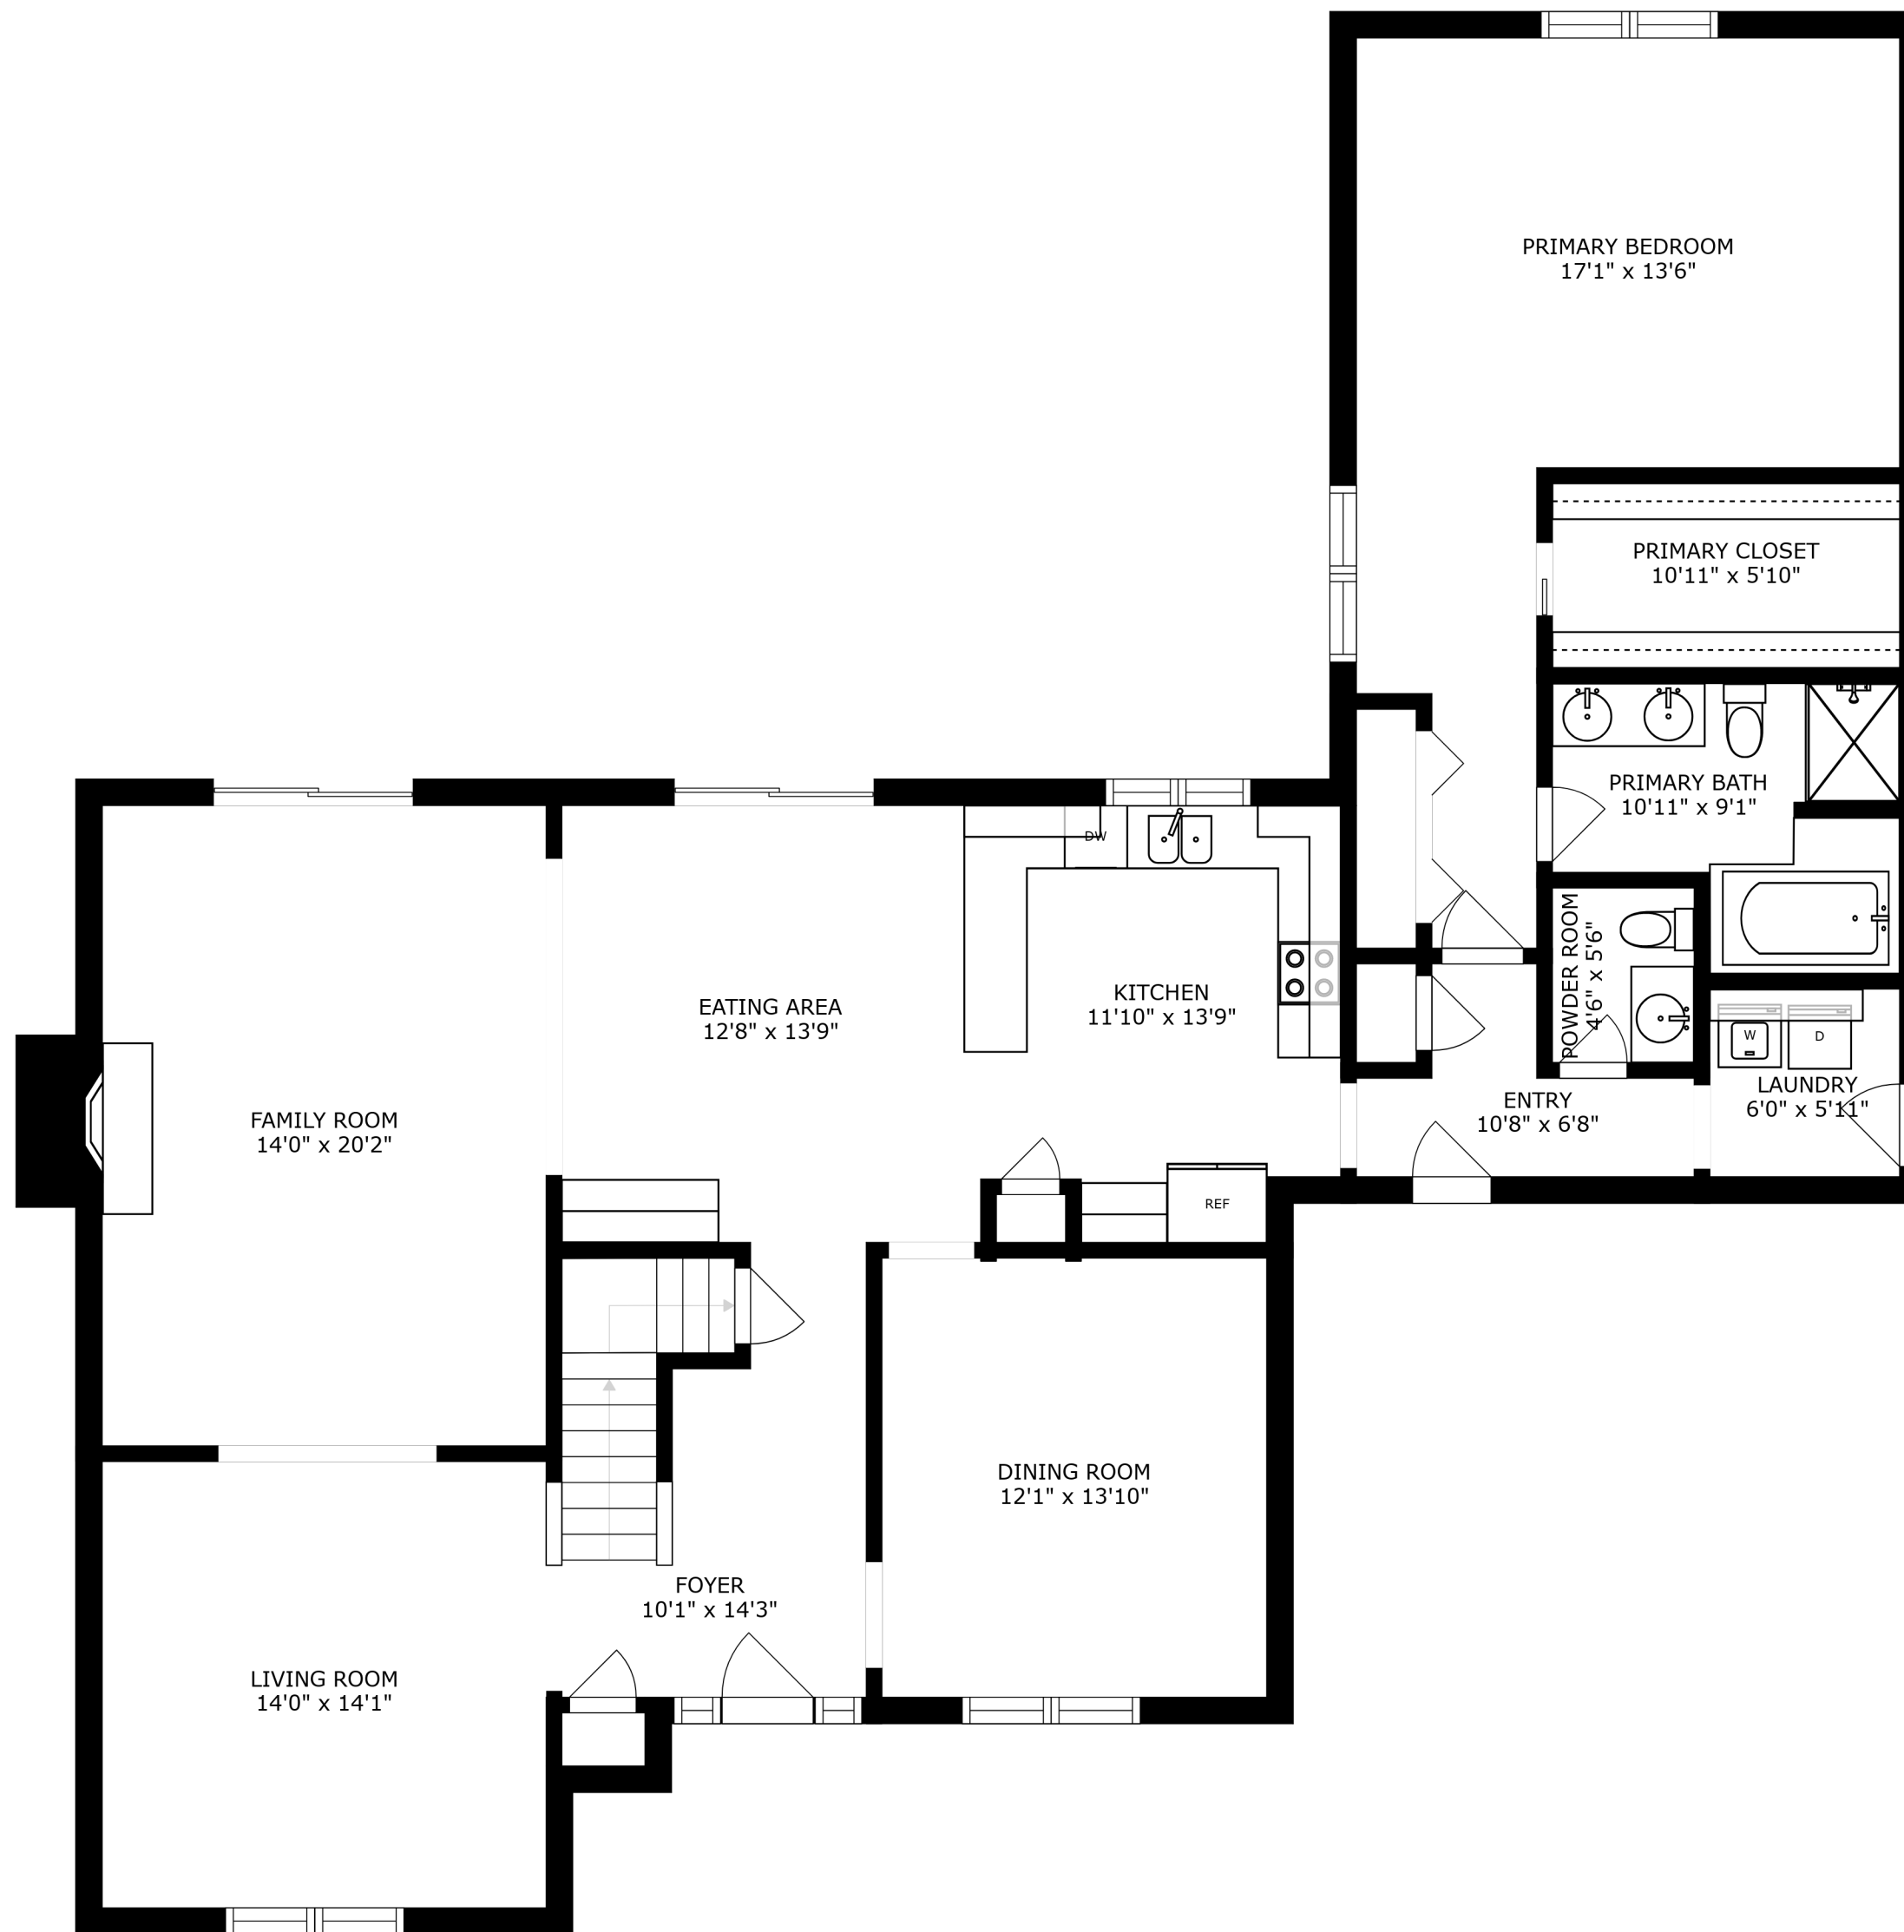 PRIMARY BEDROOM
17'1" x 13'6"
PRIMARY CLOSET
10'11" x 5'10"
PRIMARY BATH
10'11" x 9'1"
DW
POWDER ROOM
4'6" x 5'6"
EATING AREA
12'8" x 13'9"
KITCHEN
11'10" x 13'9"
W
D
LAUNDRY
6'0" x 5'11"
ENTRY
10'8" x 6'8"
FAMILY ROOM
14'0" x 20'2"
REF
DINING ROOM
12'1" x 13'10"
FOYER
10'1" x 14'3"
LIVING ROOM
14'0" x 14'1"